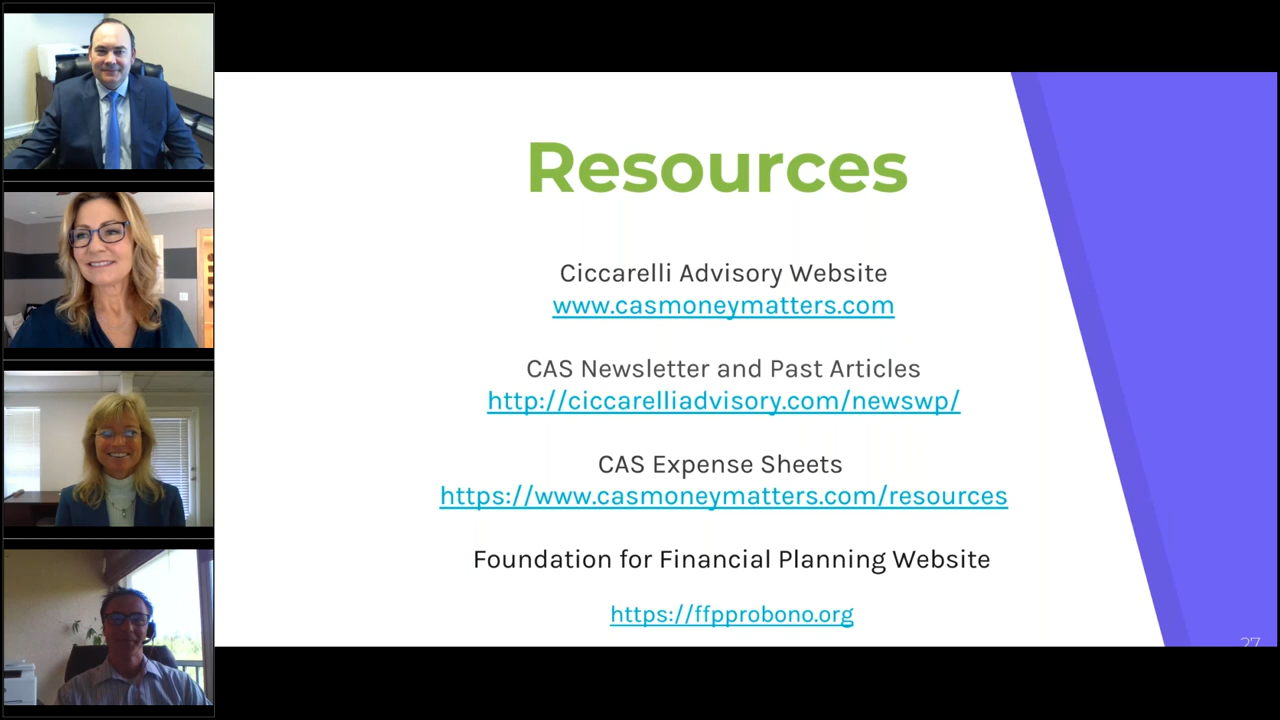 Resources
Ciccarelli Advisory Website
www.casmoneymatters.com
CAS Newsletter and Past Articles
http://ciccarelliadvisory.com/newswp/
CAS Expense Sheets
https://www.casmoneymatters.com/resources
Foundation for Financial Planning Website
https://ffpprobono.org
27